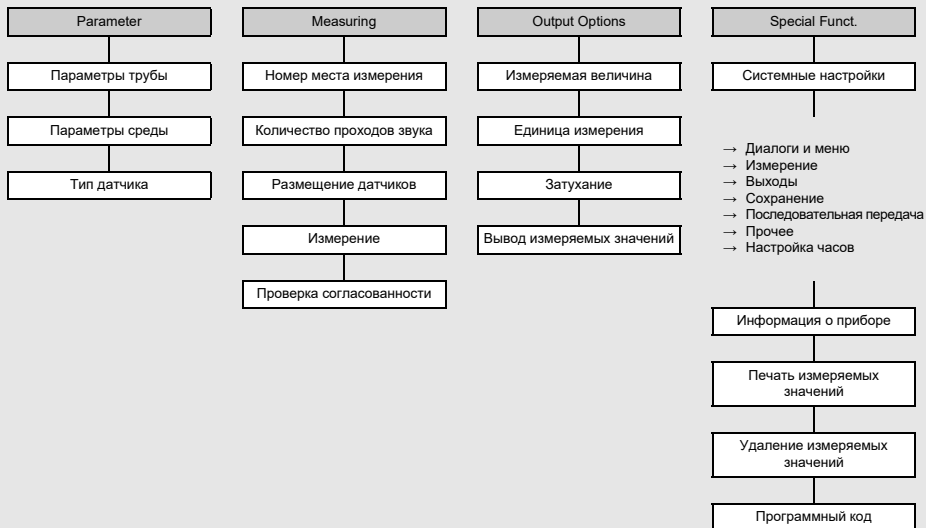 Parameter
Параметры трубы
Параметры среды
Тип датчика
Measuring
Номер места измерения
Количество проходов звука
Размещение датчиков
Измерение
Проверка согласованности
Output Options
Измеряемая величина
Единица измерения
Затухание
Вывод измеряемых значений
Special Funct.
Системные настройки
→ Диалоги и меню
→ Измерение
→ Выходы
→ Сохранение
→ Последовательная передача
→ Прочее
→ Настройка часов
Информация о приборе
Печать измеряемых
значений
Удаление измеряемых
значений
Программный код